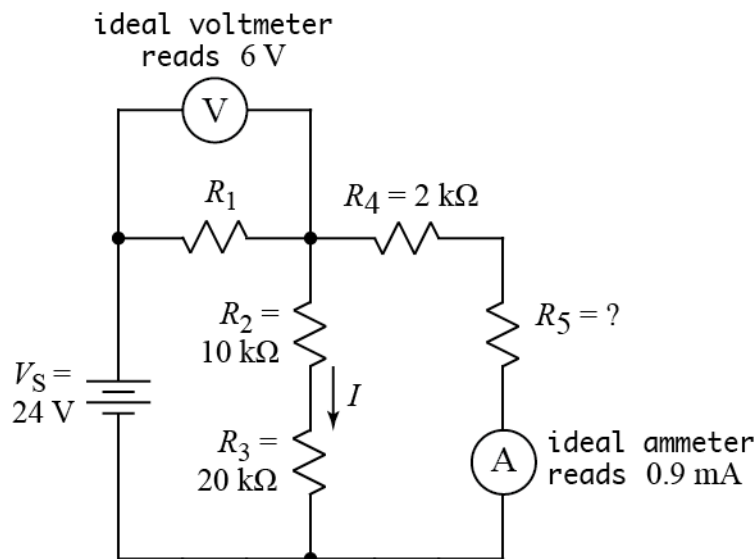 ideal voltmeter
reads 6 V
V
R1
R4 = 2 kΩ
R2 =
10 kΩ
R5 = ?
VS =
24 V
I
R3 =
20 kΩ
A
ideal ammeter
reads 0.9 mA